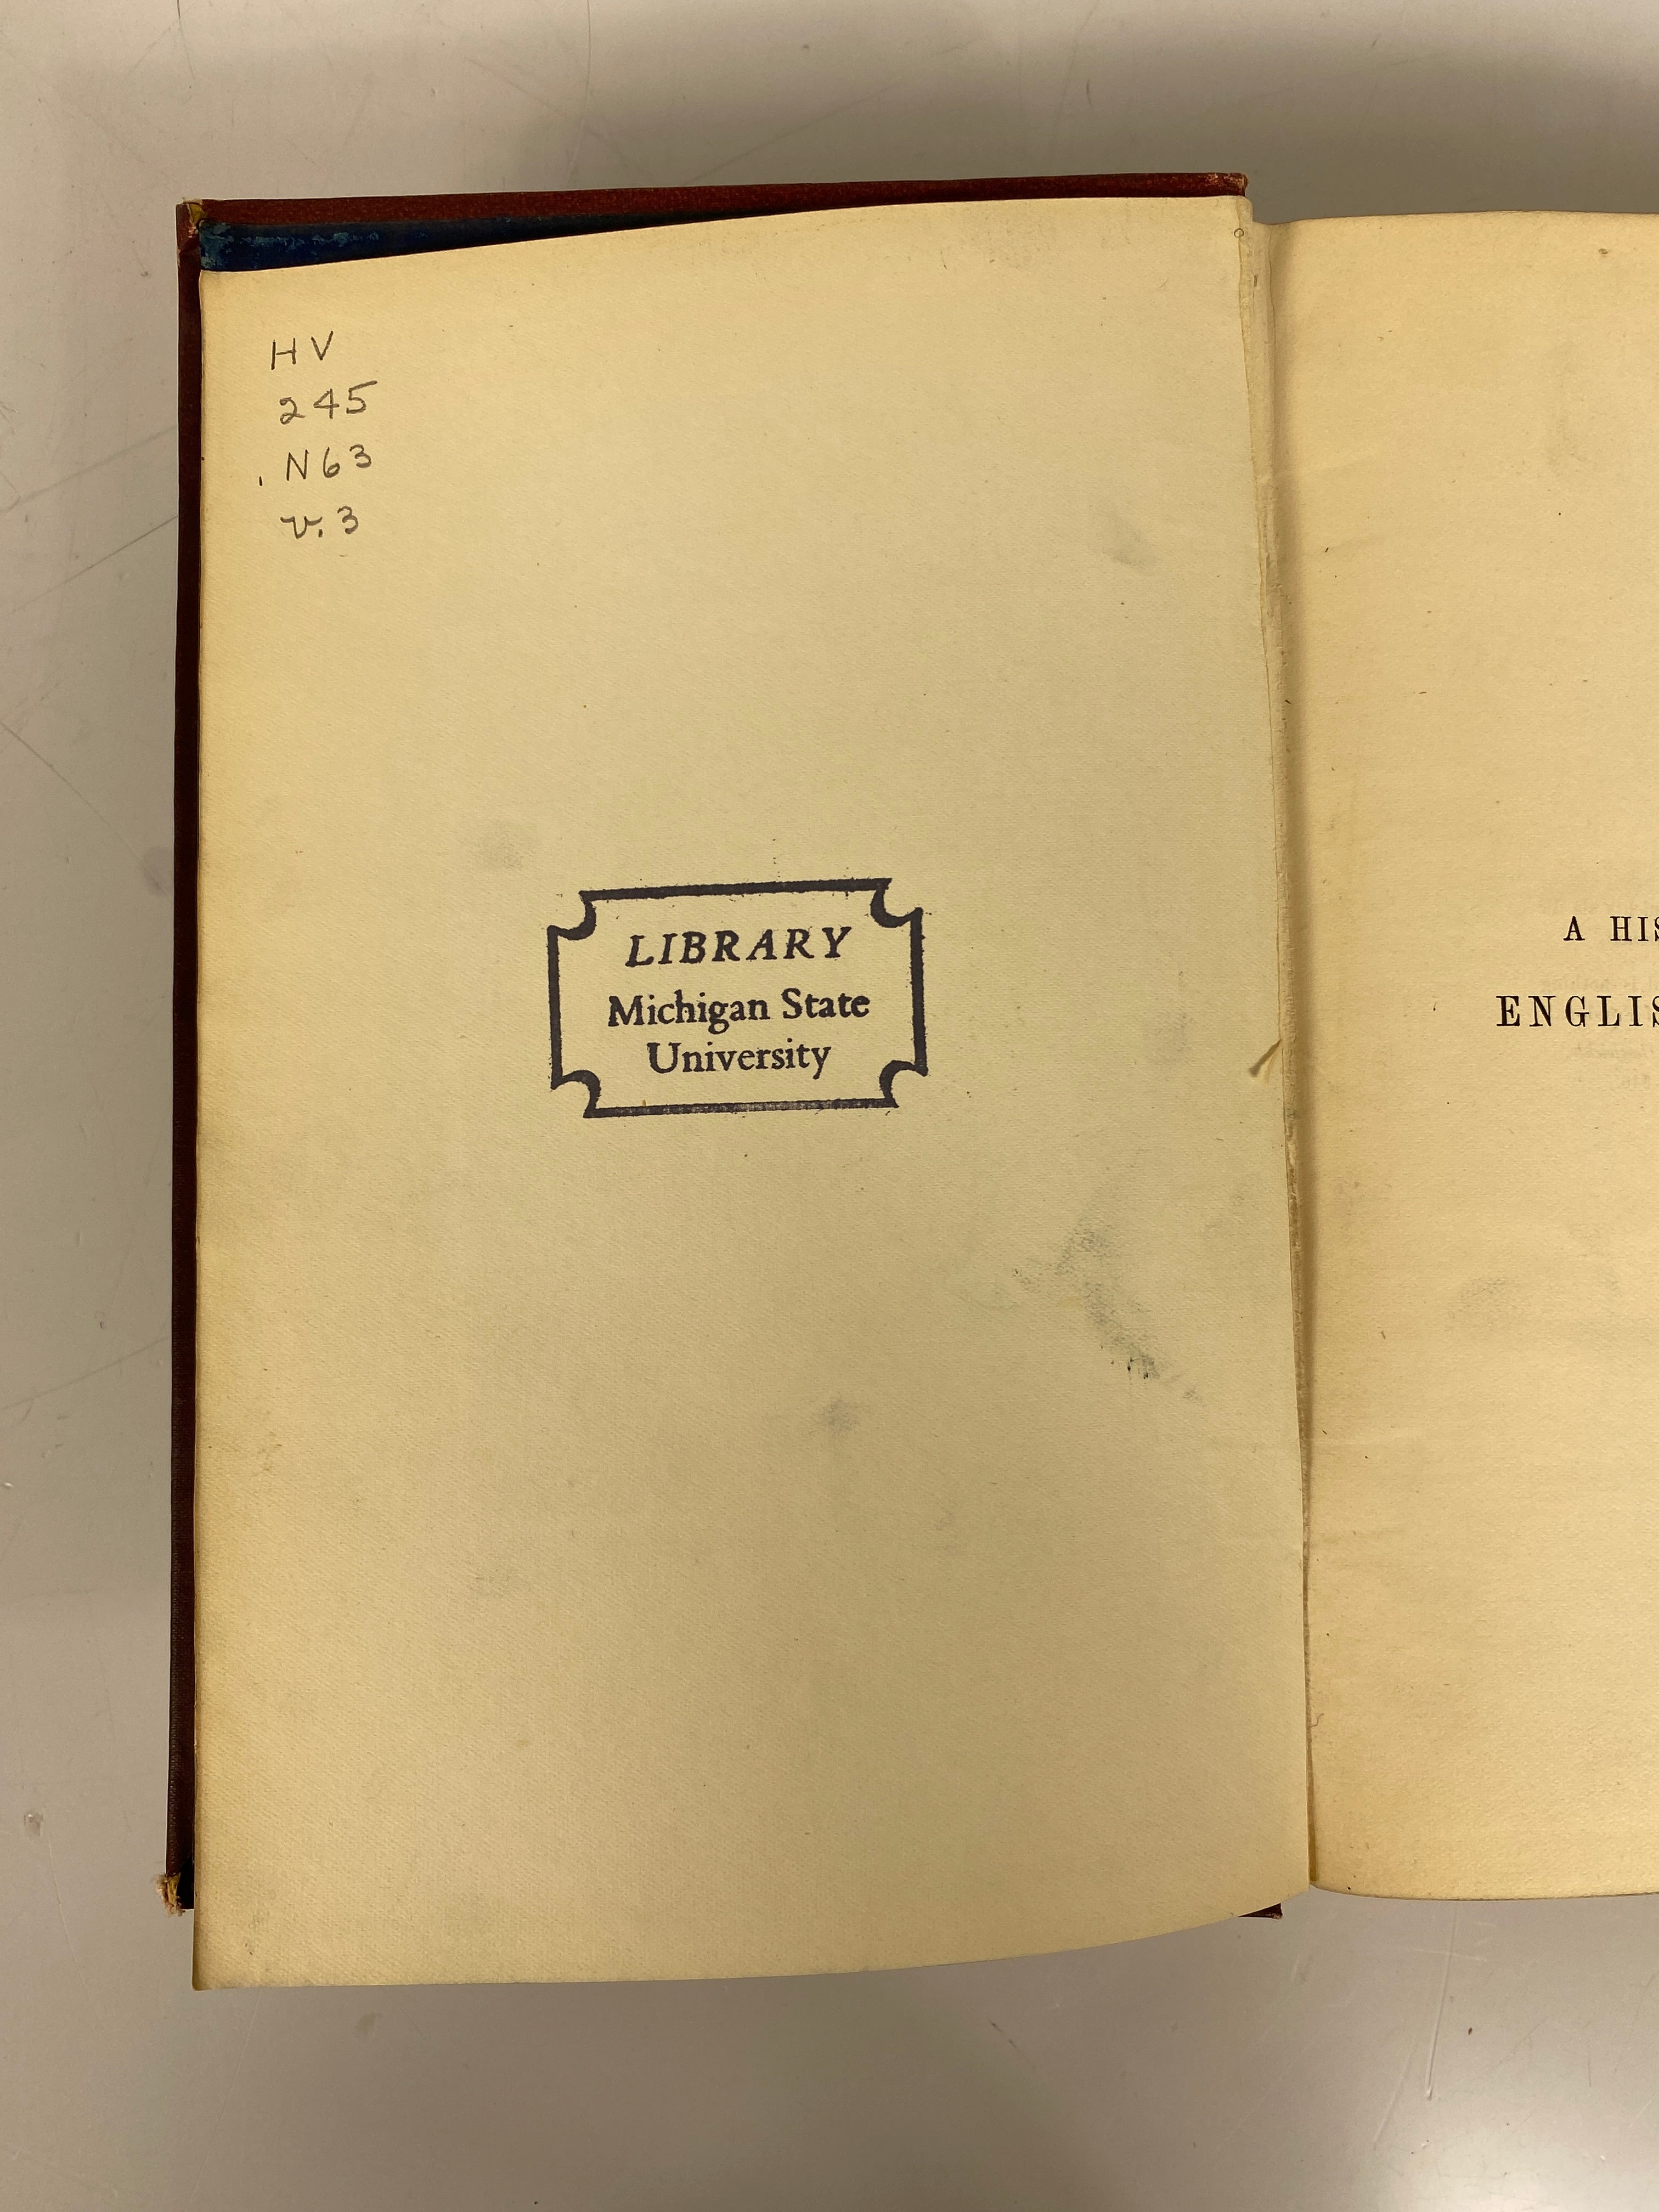 HV
245
.N63
v.3
LIBRARY
Michigan State
University
A HIS
ENGLIS